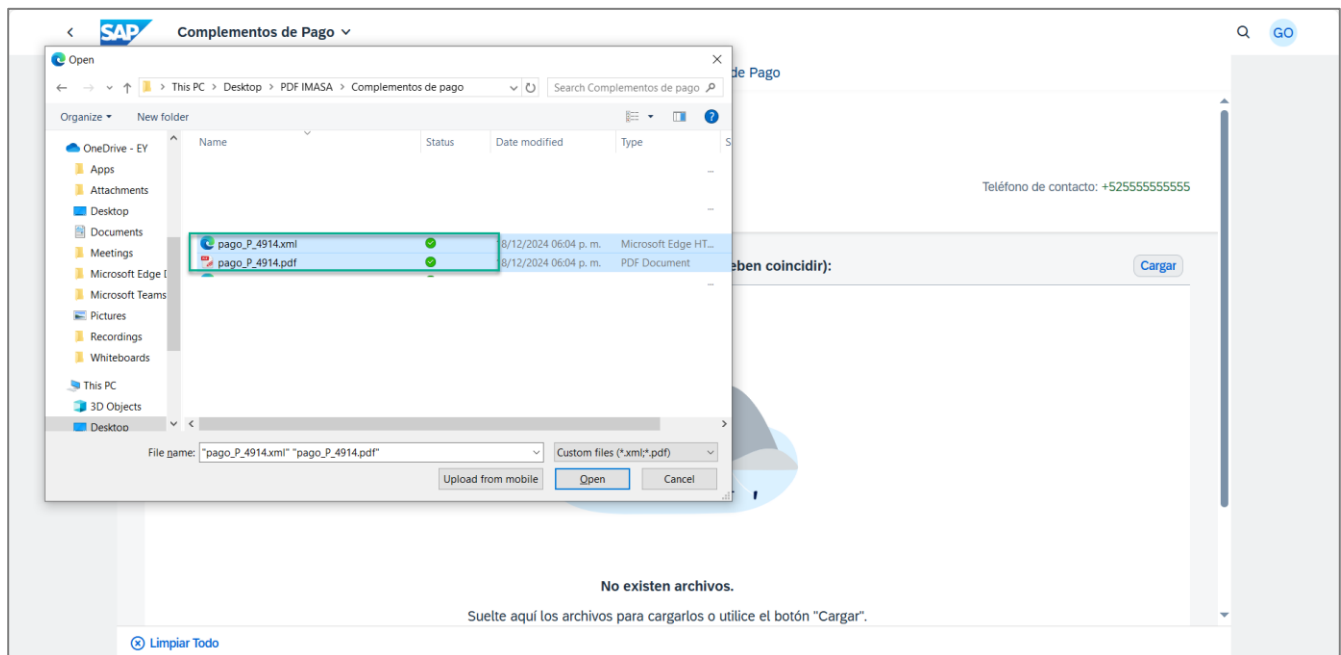 SAP Complementos de Pago
GO
Open
de Pago
This PC > Desktop > PDF IMASA > Complementos de pago
Search Complementos de pago
Organize
New folder
Name
Status
Date modified
Type
S
OneDrive - EY
Apps
Attachments
Desktop
Documents
Meetings
Microsoft Edge
Microsoft Teams
Pictures
Recordings
Whiteboards
This PC
3D Objects
Desktop
Teléfono de contacto: +525555555555
pago_P_4914.xml
8/12/2024 06:04 p. m.
Microsoft Edge HT...
pago_P_4914.pdf
8/12/2024 06:04 p. m.
PDF Document
eben coincidir):
Cargar
File name: "pago_P_4914.xml" "pago_P_4914.pdf"
Custom files (*.xml;*.pdf)
Upload from mobile
Open
Cancel
No existen archivos.
Suelte aquí los archivos para cargarlos o utilice el botón "Cargar".
Limpiar Todo